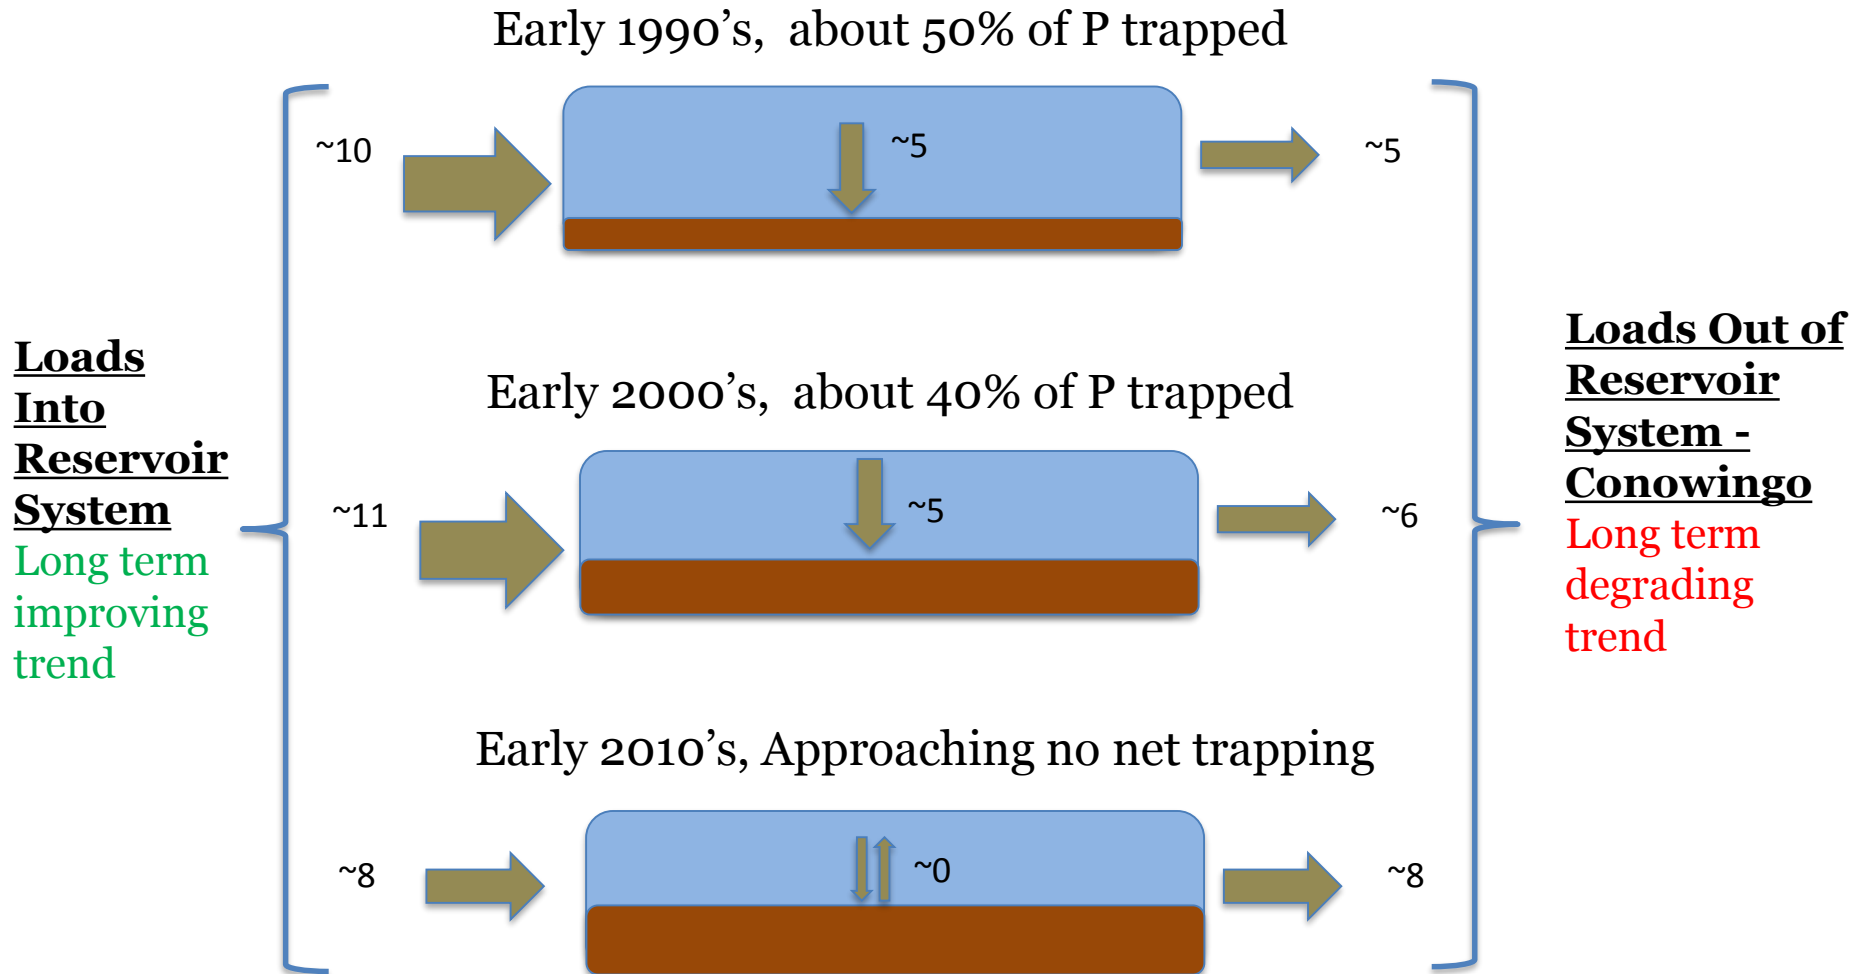 Early 1990’s,  about 50% of P trapped
~10
~5
~5
Loads
Into
Reservoir
System
Long term
improving
trend
Early 2000’s,  about 40% of P trapped
~11
~5
~6
Loads Out of
Reservoir
System -
Conowingo
Long term
degrading
trend
Early 2010’s, Approaching no net trapping
~8
~0
~8